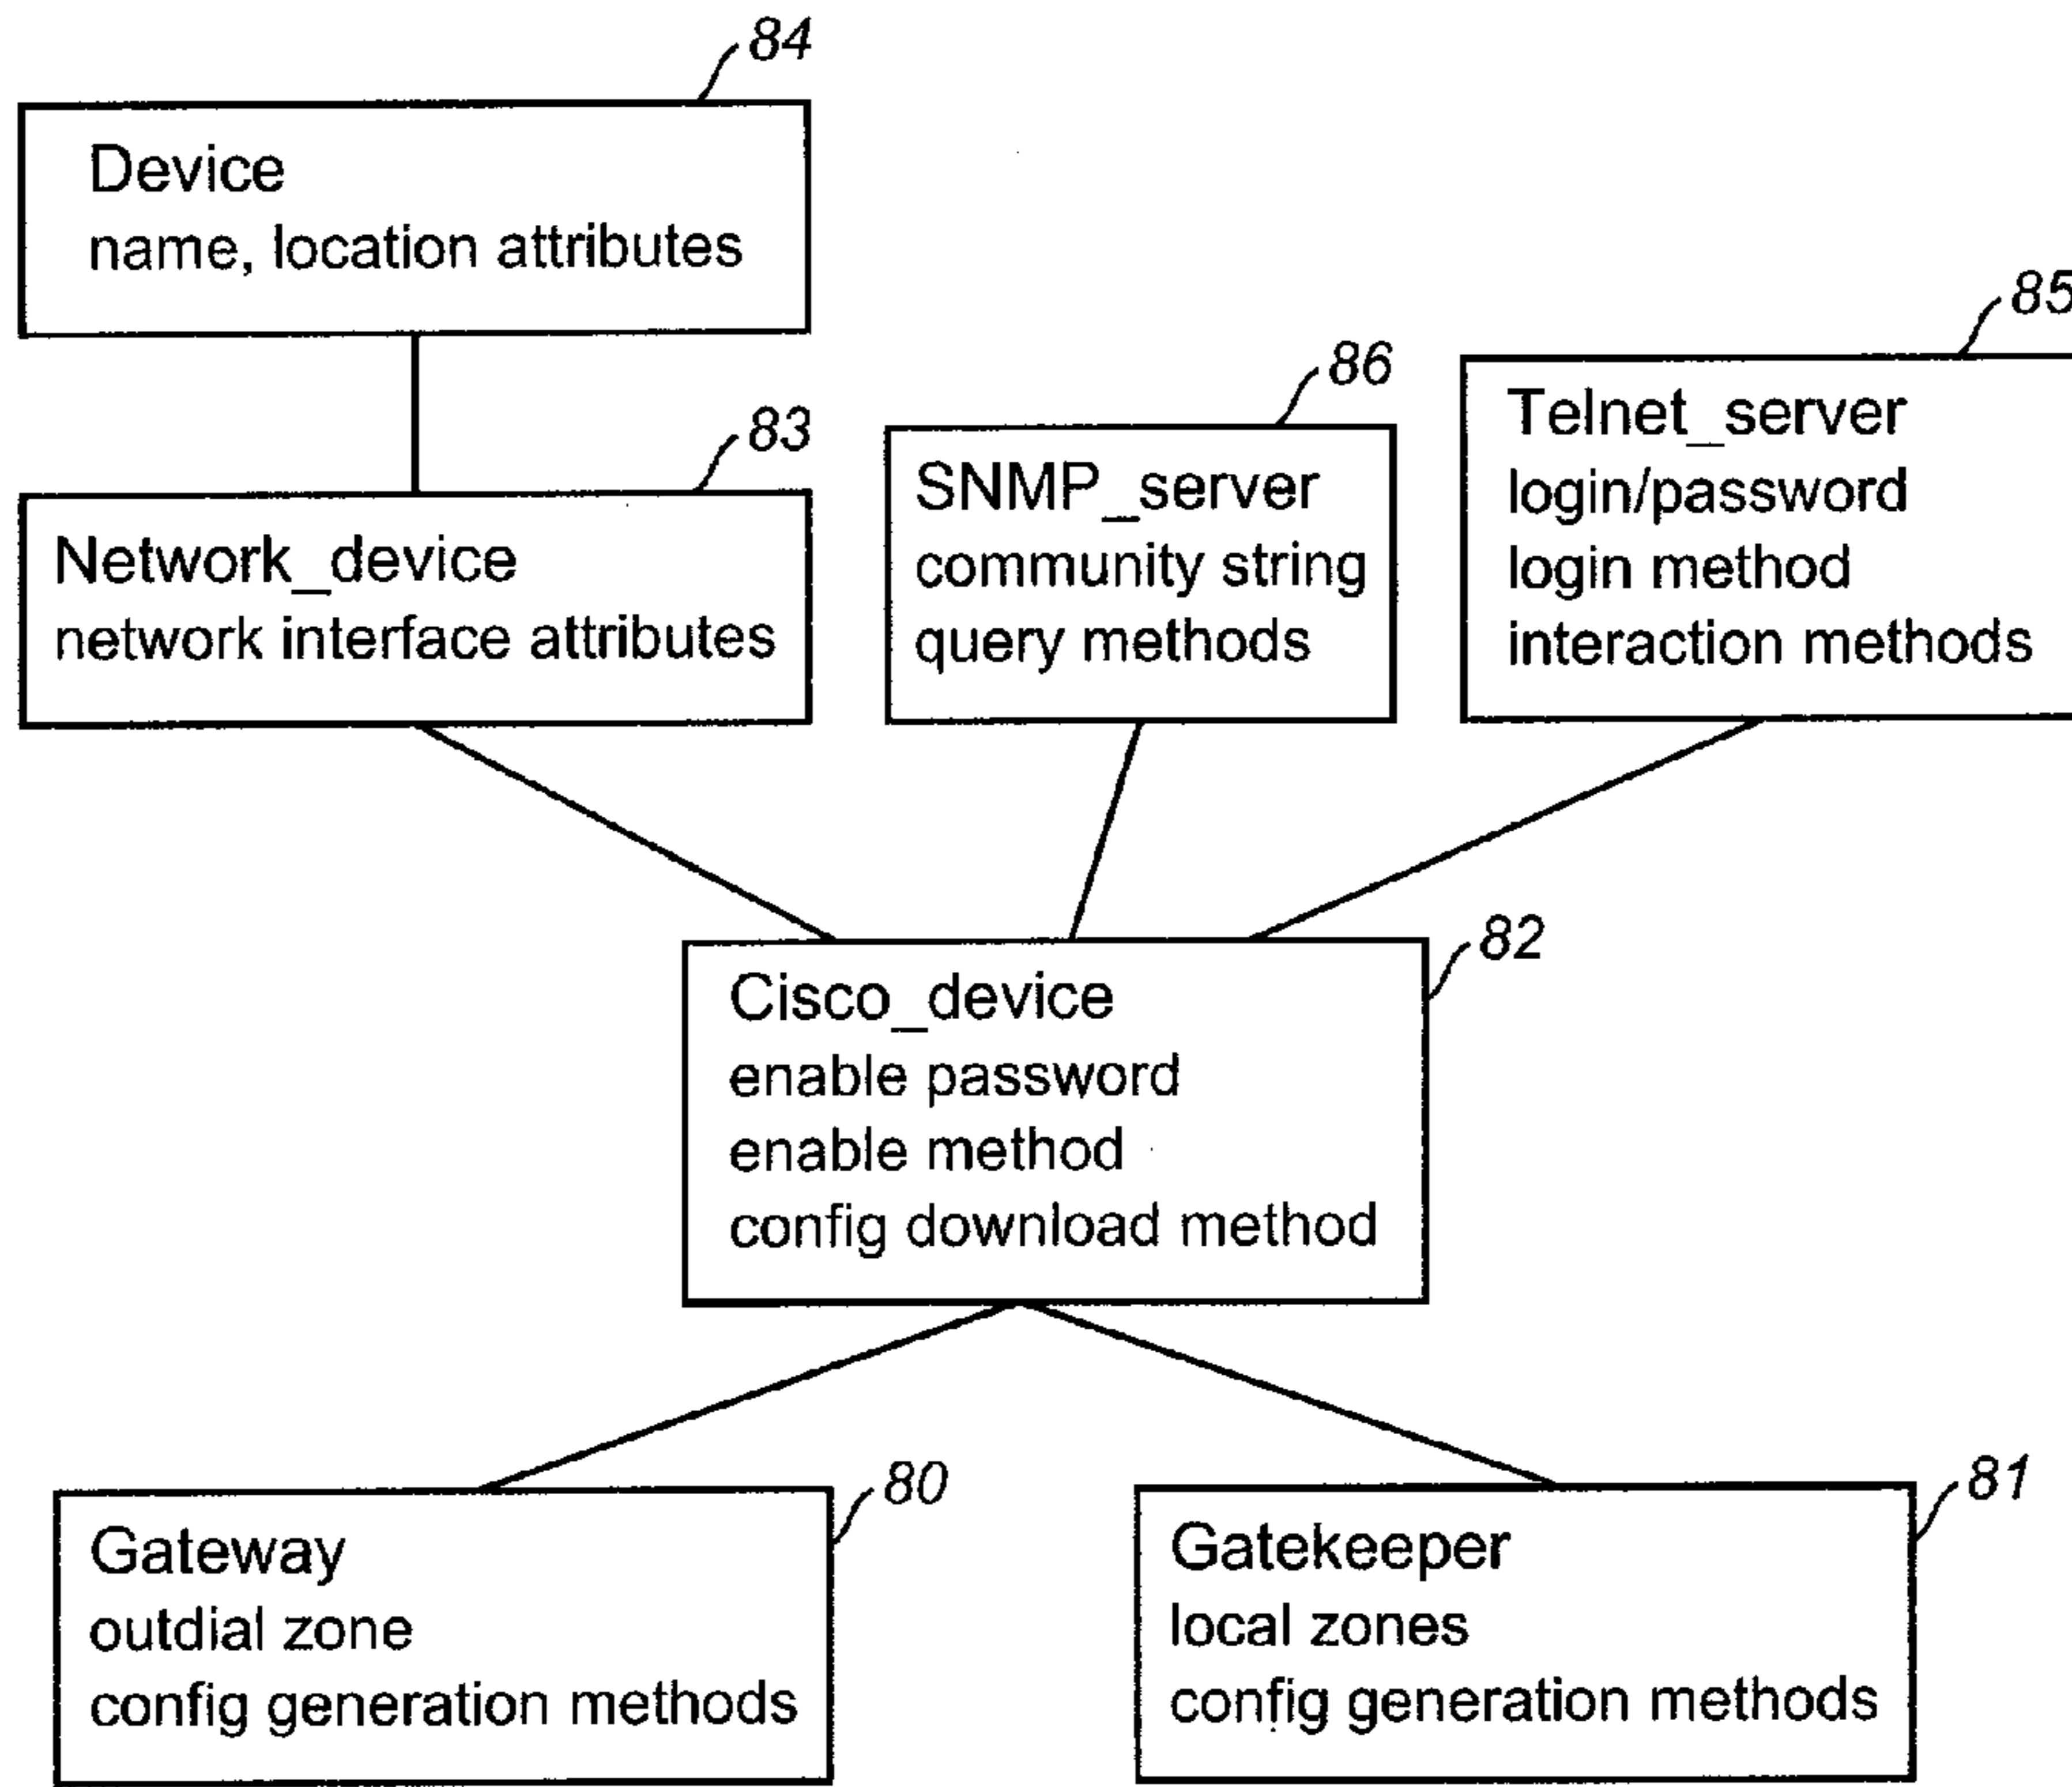 84
Device
name, location attributes
85
86
Telnet_server
login/password
login method
interaction methods
83
SNMP_server
community string
query methods
Network_device
network interface attributes
82
Cisco_device
enable password
enable method
config download method
80
Gateway
outdial zone
config generation methods
81
Gatekeeper
local zones
config generation methods